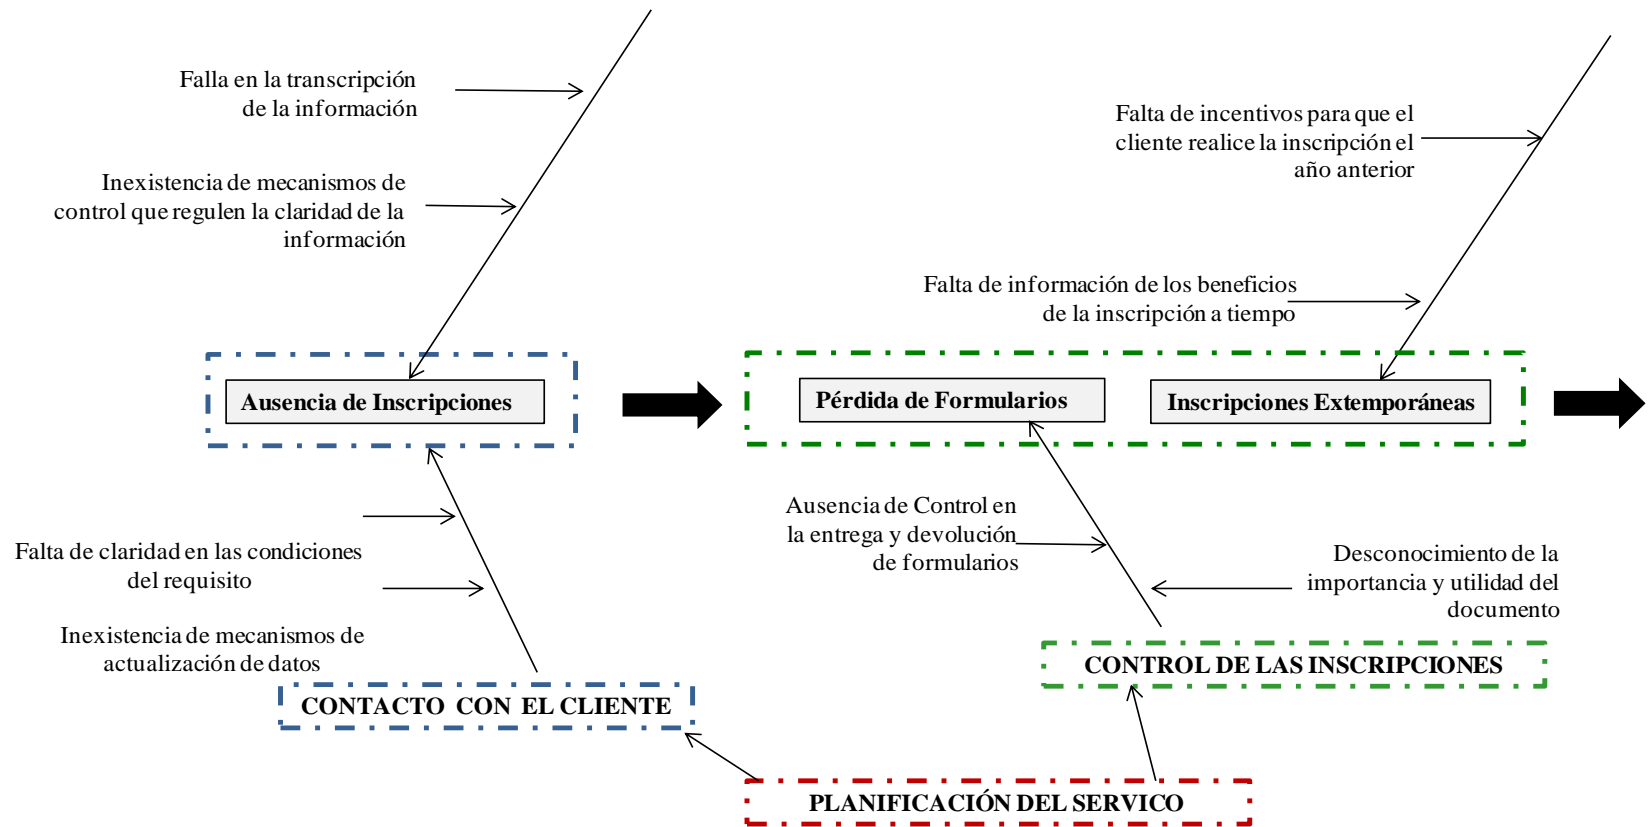 Falla en la transcripción
de la información
Inexistencia de mecanismos de
control que regulen la claridad de la
información
Falta de incentivos para que el
cliente realice la inscripción el
año anterior
Falta de información de los beneficios
de la inscripción a tiempo
Ausencia de Inscripciones
Pérdida de Formularios
Inscripciones Extemporáneas
Falta de claridad en las condiciones
del requisito
Inexistencia de mecanismos de
actualización de datos
Ausencia de Control en
la entrega y devolución
de formularios
Desconocimiento de la
importancia y utilidad del
documento
CONTROL DE LAS INSCRIPCIONES
CONTACTO CON EL CLIENTE
PLANIFICACIÓN DEL SERVICO